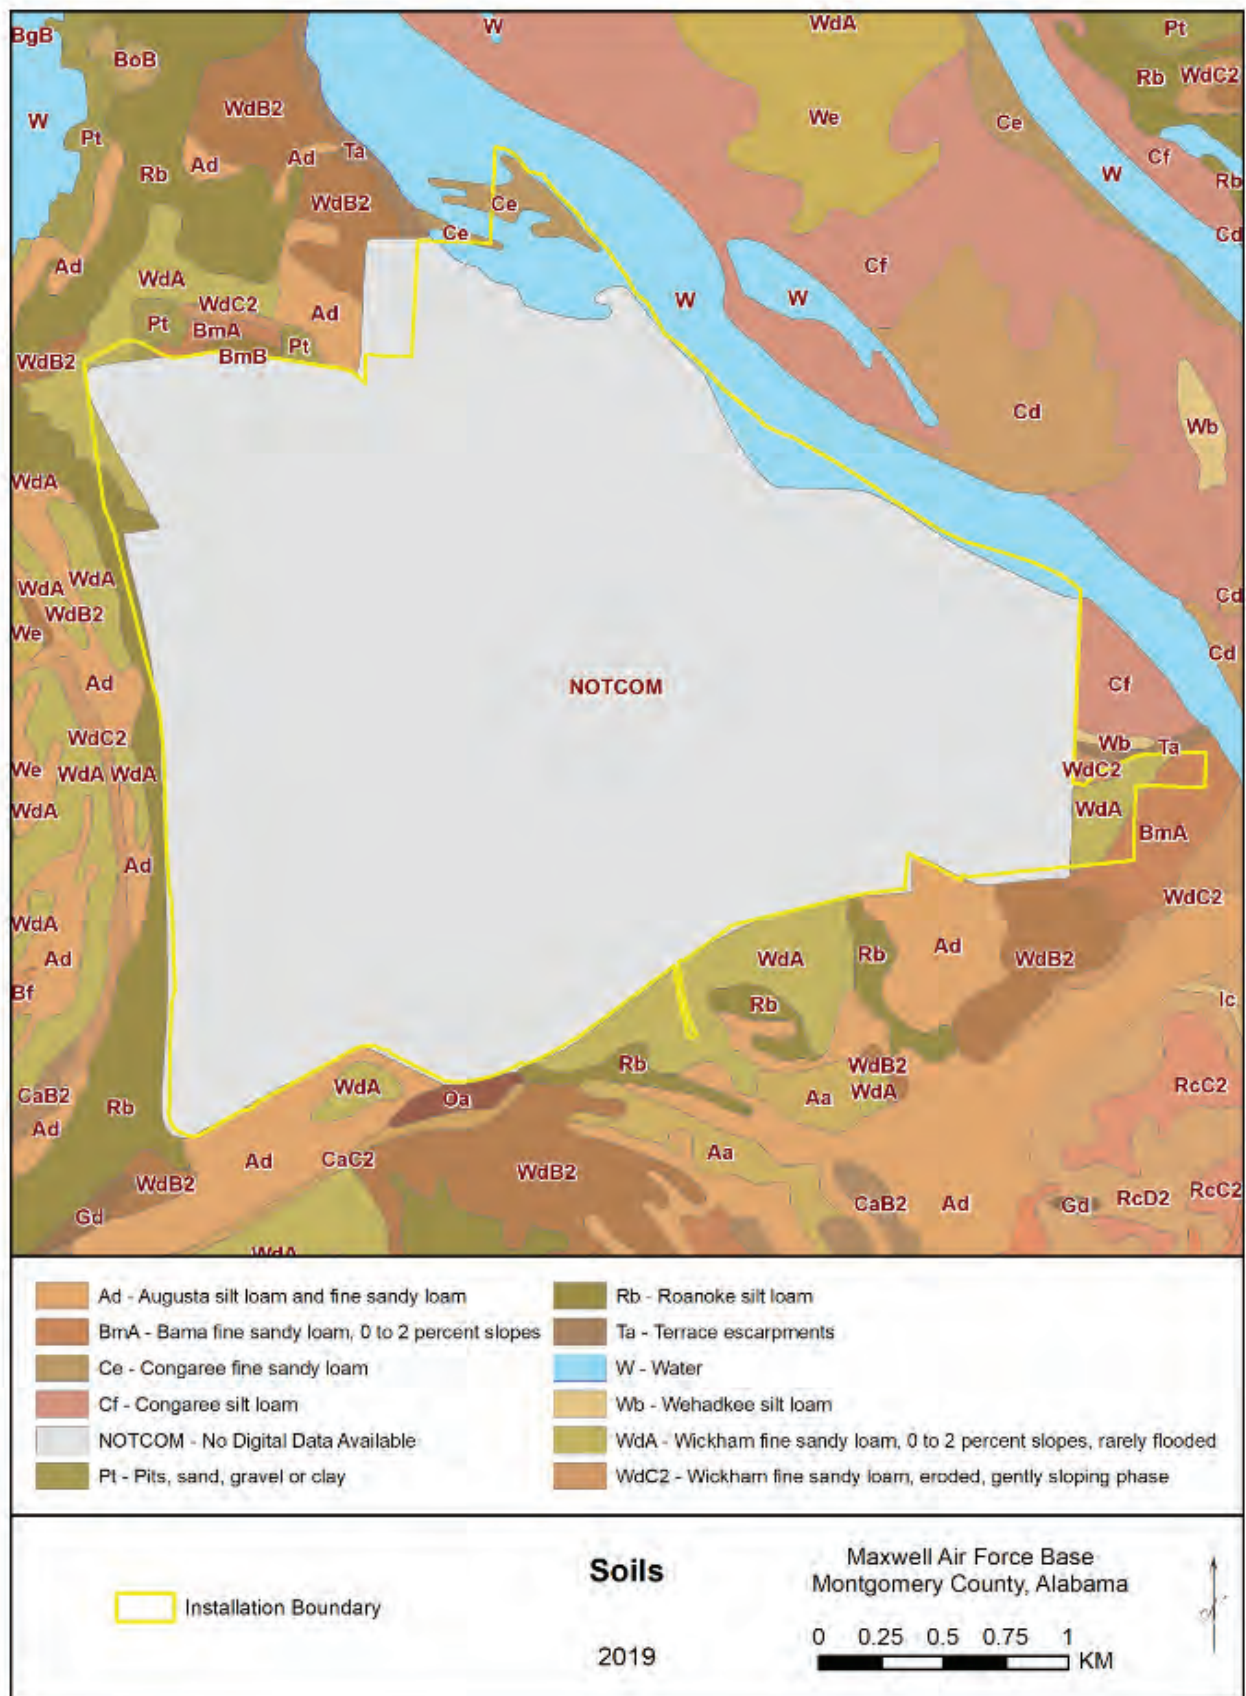 BgB
W
WdA
Pt
BoB
Rb
WdC2
WdB2
We
Ce
W
Pt
Ad
Ad
Ta
Cf
Rb
W
Rb
WdB2
Ce
Ce
Cd
Ad
Cf
WdA
W
W
WdC2
Ad
Pt
BmA
Pt
BmB
WdB2
Cd
Wb
WdA
WdA
WdA
WdB2
Cd
We
Cd
Ad
NOTCOM
Cf
WdC2
Wb
Ta
We
WdA
WdA
WdC2
WdA
WdA
BmA
Ad
WdC2
WdA
Ad
WdA
Rb
Ad
WdB2
Bf
Rb
Ic
Rb
WdB2
WdA
RcC2
CaB2
Oa
Aa
WdA
Rb
Ad
Aa
Ad
CaC2
WdB2
WdB2
CaB2
Ad
Gd
RcD2
RcC2
Gd
WdA
Ad - Augusta silt loam and fine sandy loam
BmA - Bama fine sandy loam, 0 to 2 percent slopes
Ce - Congaree fine sandy loam
Cf - Congaree silt loam
NOTCOM - No Digital Data Available
Pt - Pits, sand, gravel or clay
Rb - Roanoke silt loam
Ta - Terrace escarpments
W - Water
Wb - Wehadkee silt loam
WdA - Wickham fine sandy loam, 0 to 2 percent slopes, rarely flooded
WdC2 - Wickham fine sandy loam, eroded, gently sloping phase
Installation Boundary
Soils
2019
Maxwell Air Force Base
Montgomery County, Alabama
0 0.25 0.5 0.75 1
KM